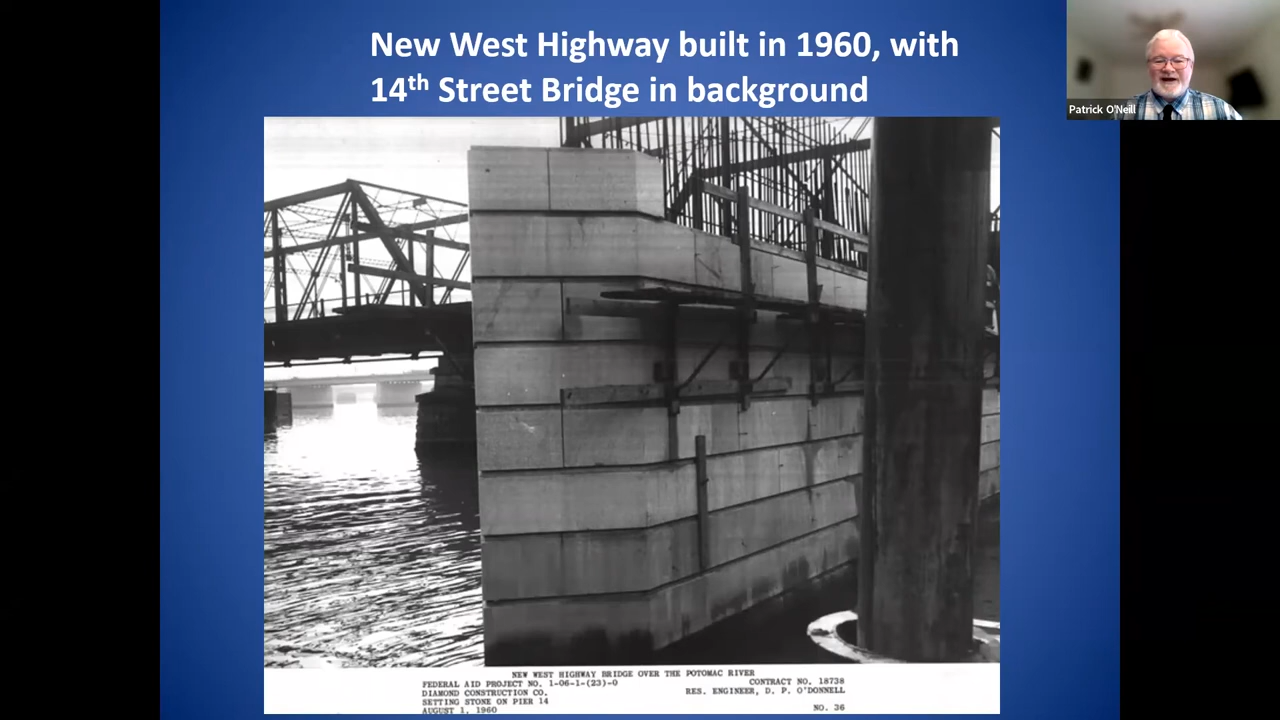 New West Highway built in 1960, with
14th Street Bridge in background
Patrick O'Neill
NEW WEST HIGHWAY BRIDGE OVER THE POTOMAC RIVER
FEDERAL AID PROJECT NO. 1-06-1-(23)-0
DIAMOND CONSTRUCTION CO.
SETTING STONE ON PIER 14
AUGUST 1, 1960
CONTRACT NO. 18738
RES. ENGINEER, D. P. O'DONNELL
NO. 36